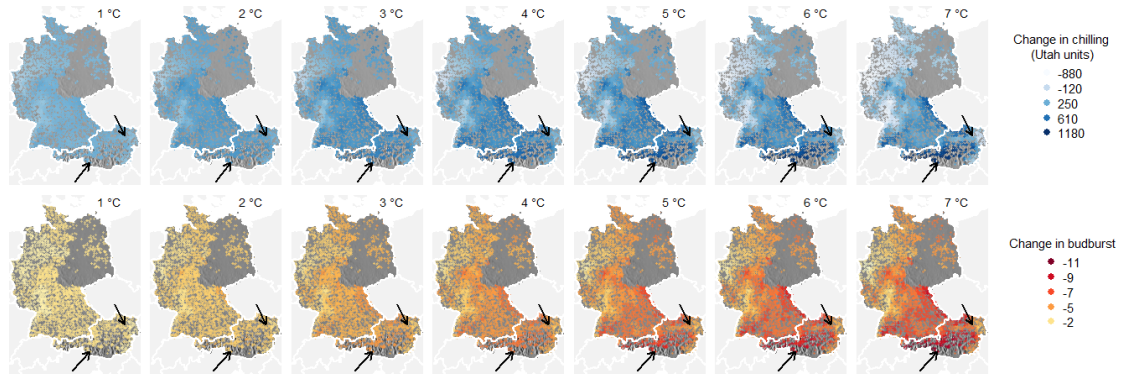 1 °C 2 °C 3 °C 4 °C 5 °C 6 °C 7 °C
Change in chilling
(Utah units)
-880
-120
250
610
1180
1 °C 2 °C 3 °C 4 °C 5 °C 6 °C 7 °C
Change in budburst
-11
-9
-7
-5
-2